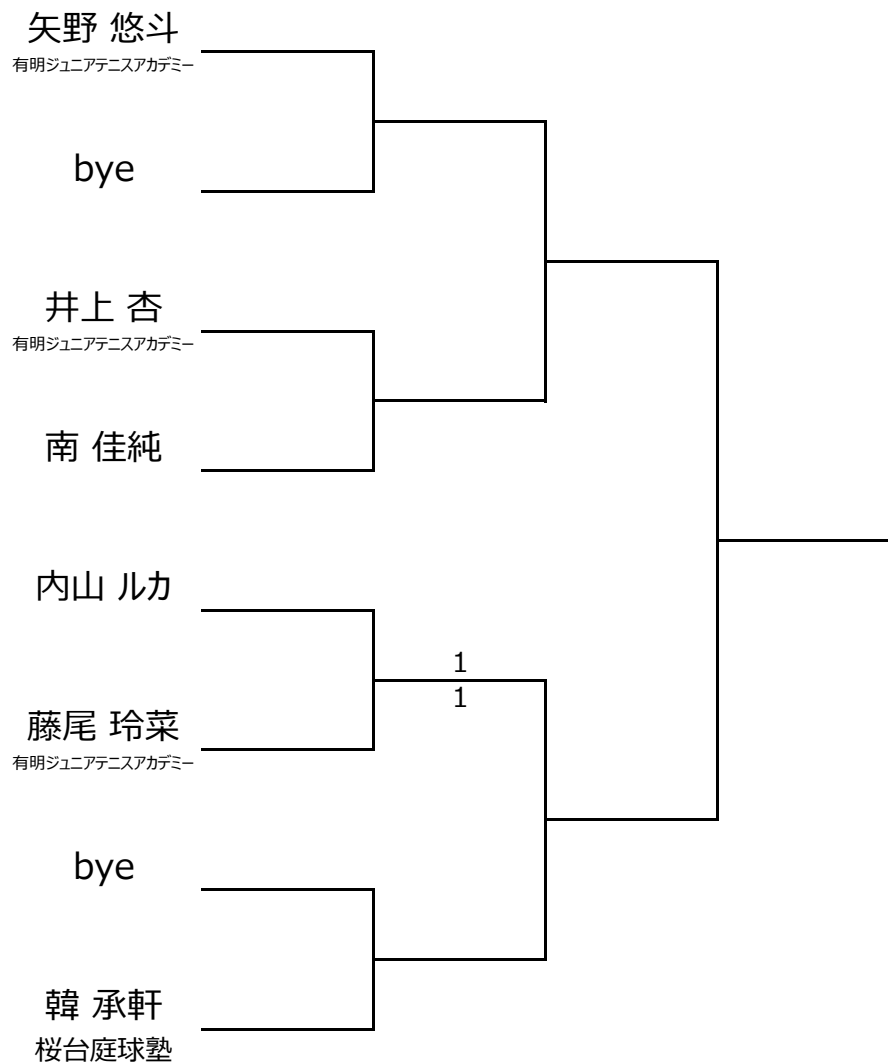 矢野 悠斗
有明ジュニアテニスアカデミー
bye
井上 杏
有明ジュニアテニスアカデミー
南 佳純
内山 ルカ
1
1
藤尾 玲菜
有明ジュニアテニスアカデミー
bye
韓 承軒
桜台庭球塾